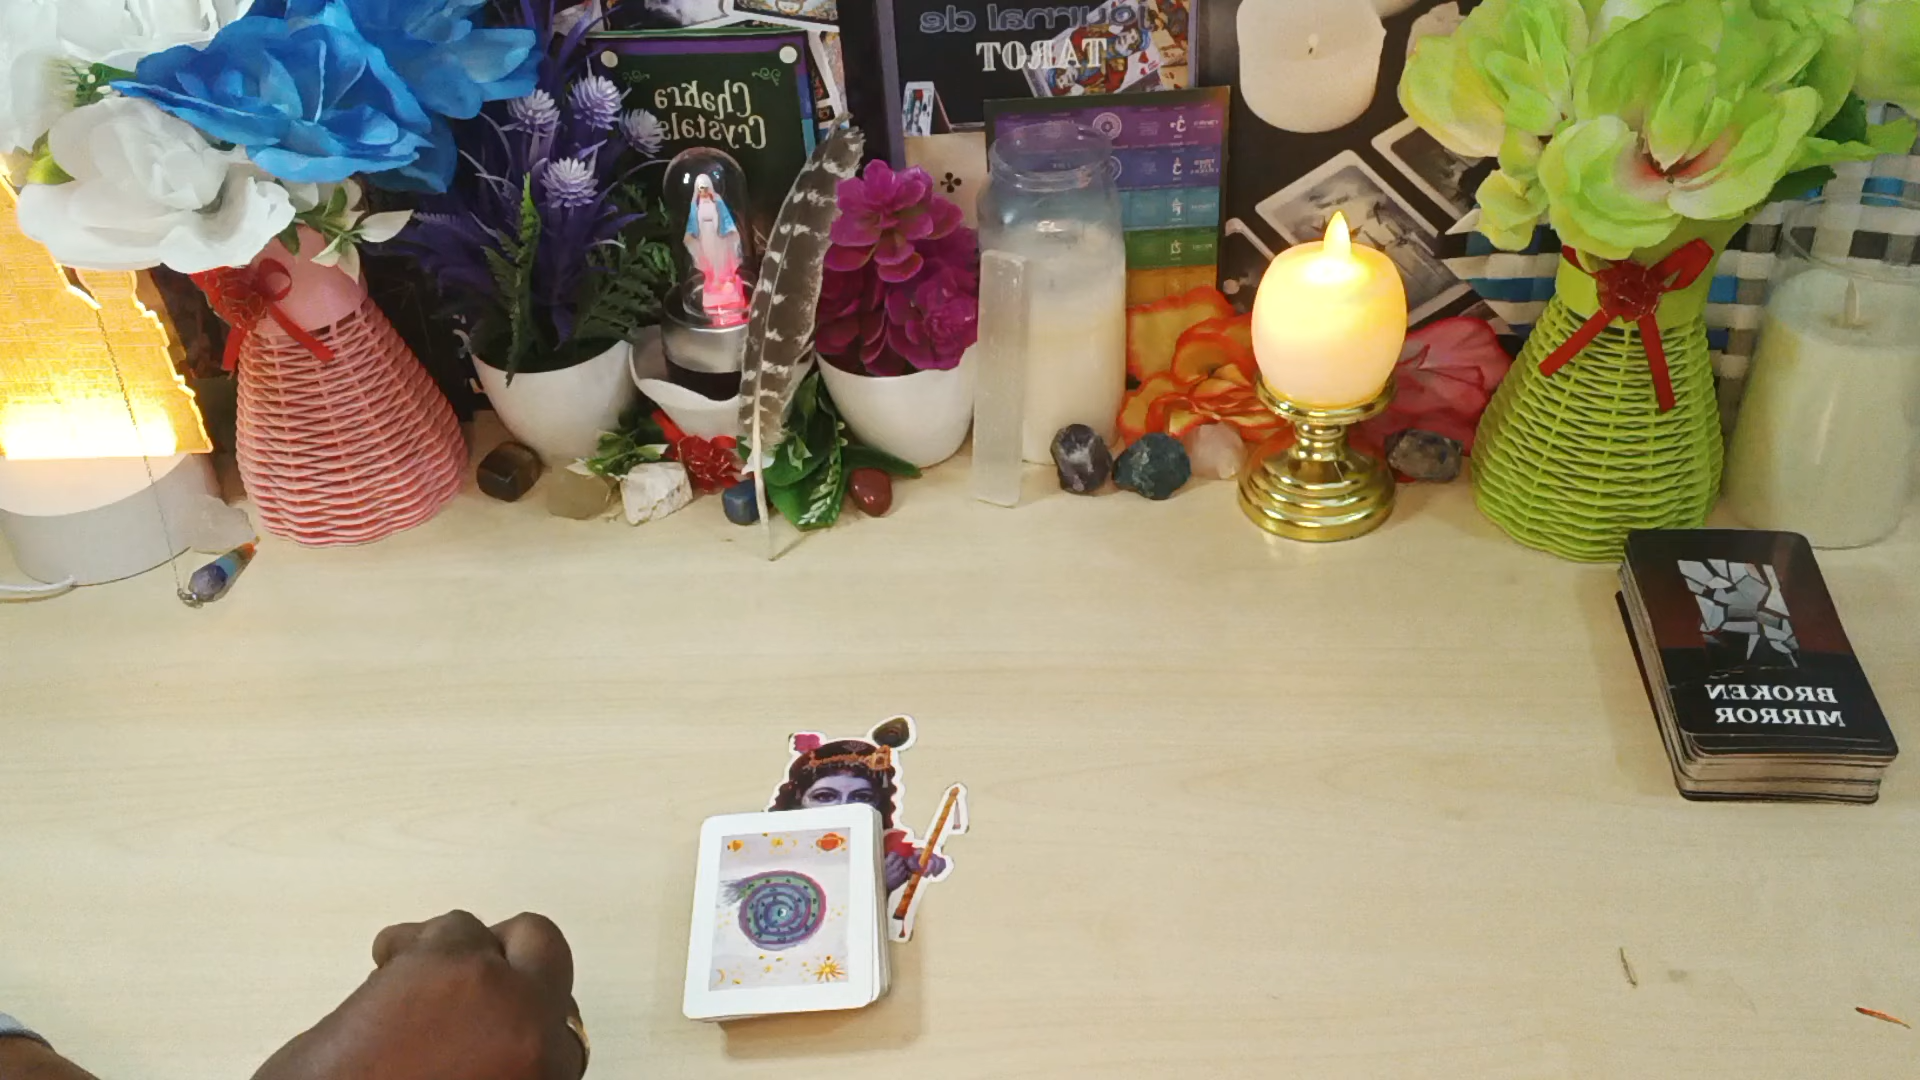 Journal de
TAROT
Chakra
Crystals
BROKEN
MIRROR